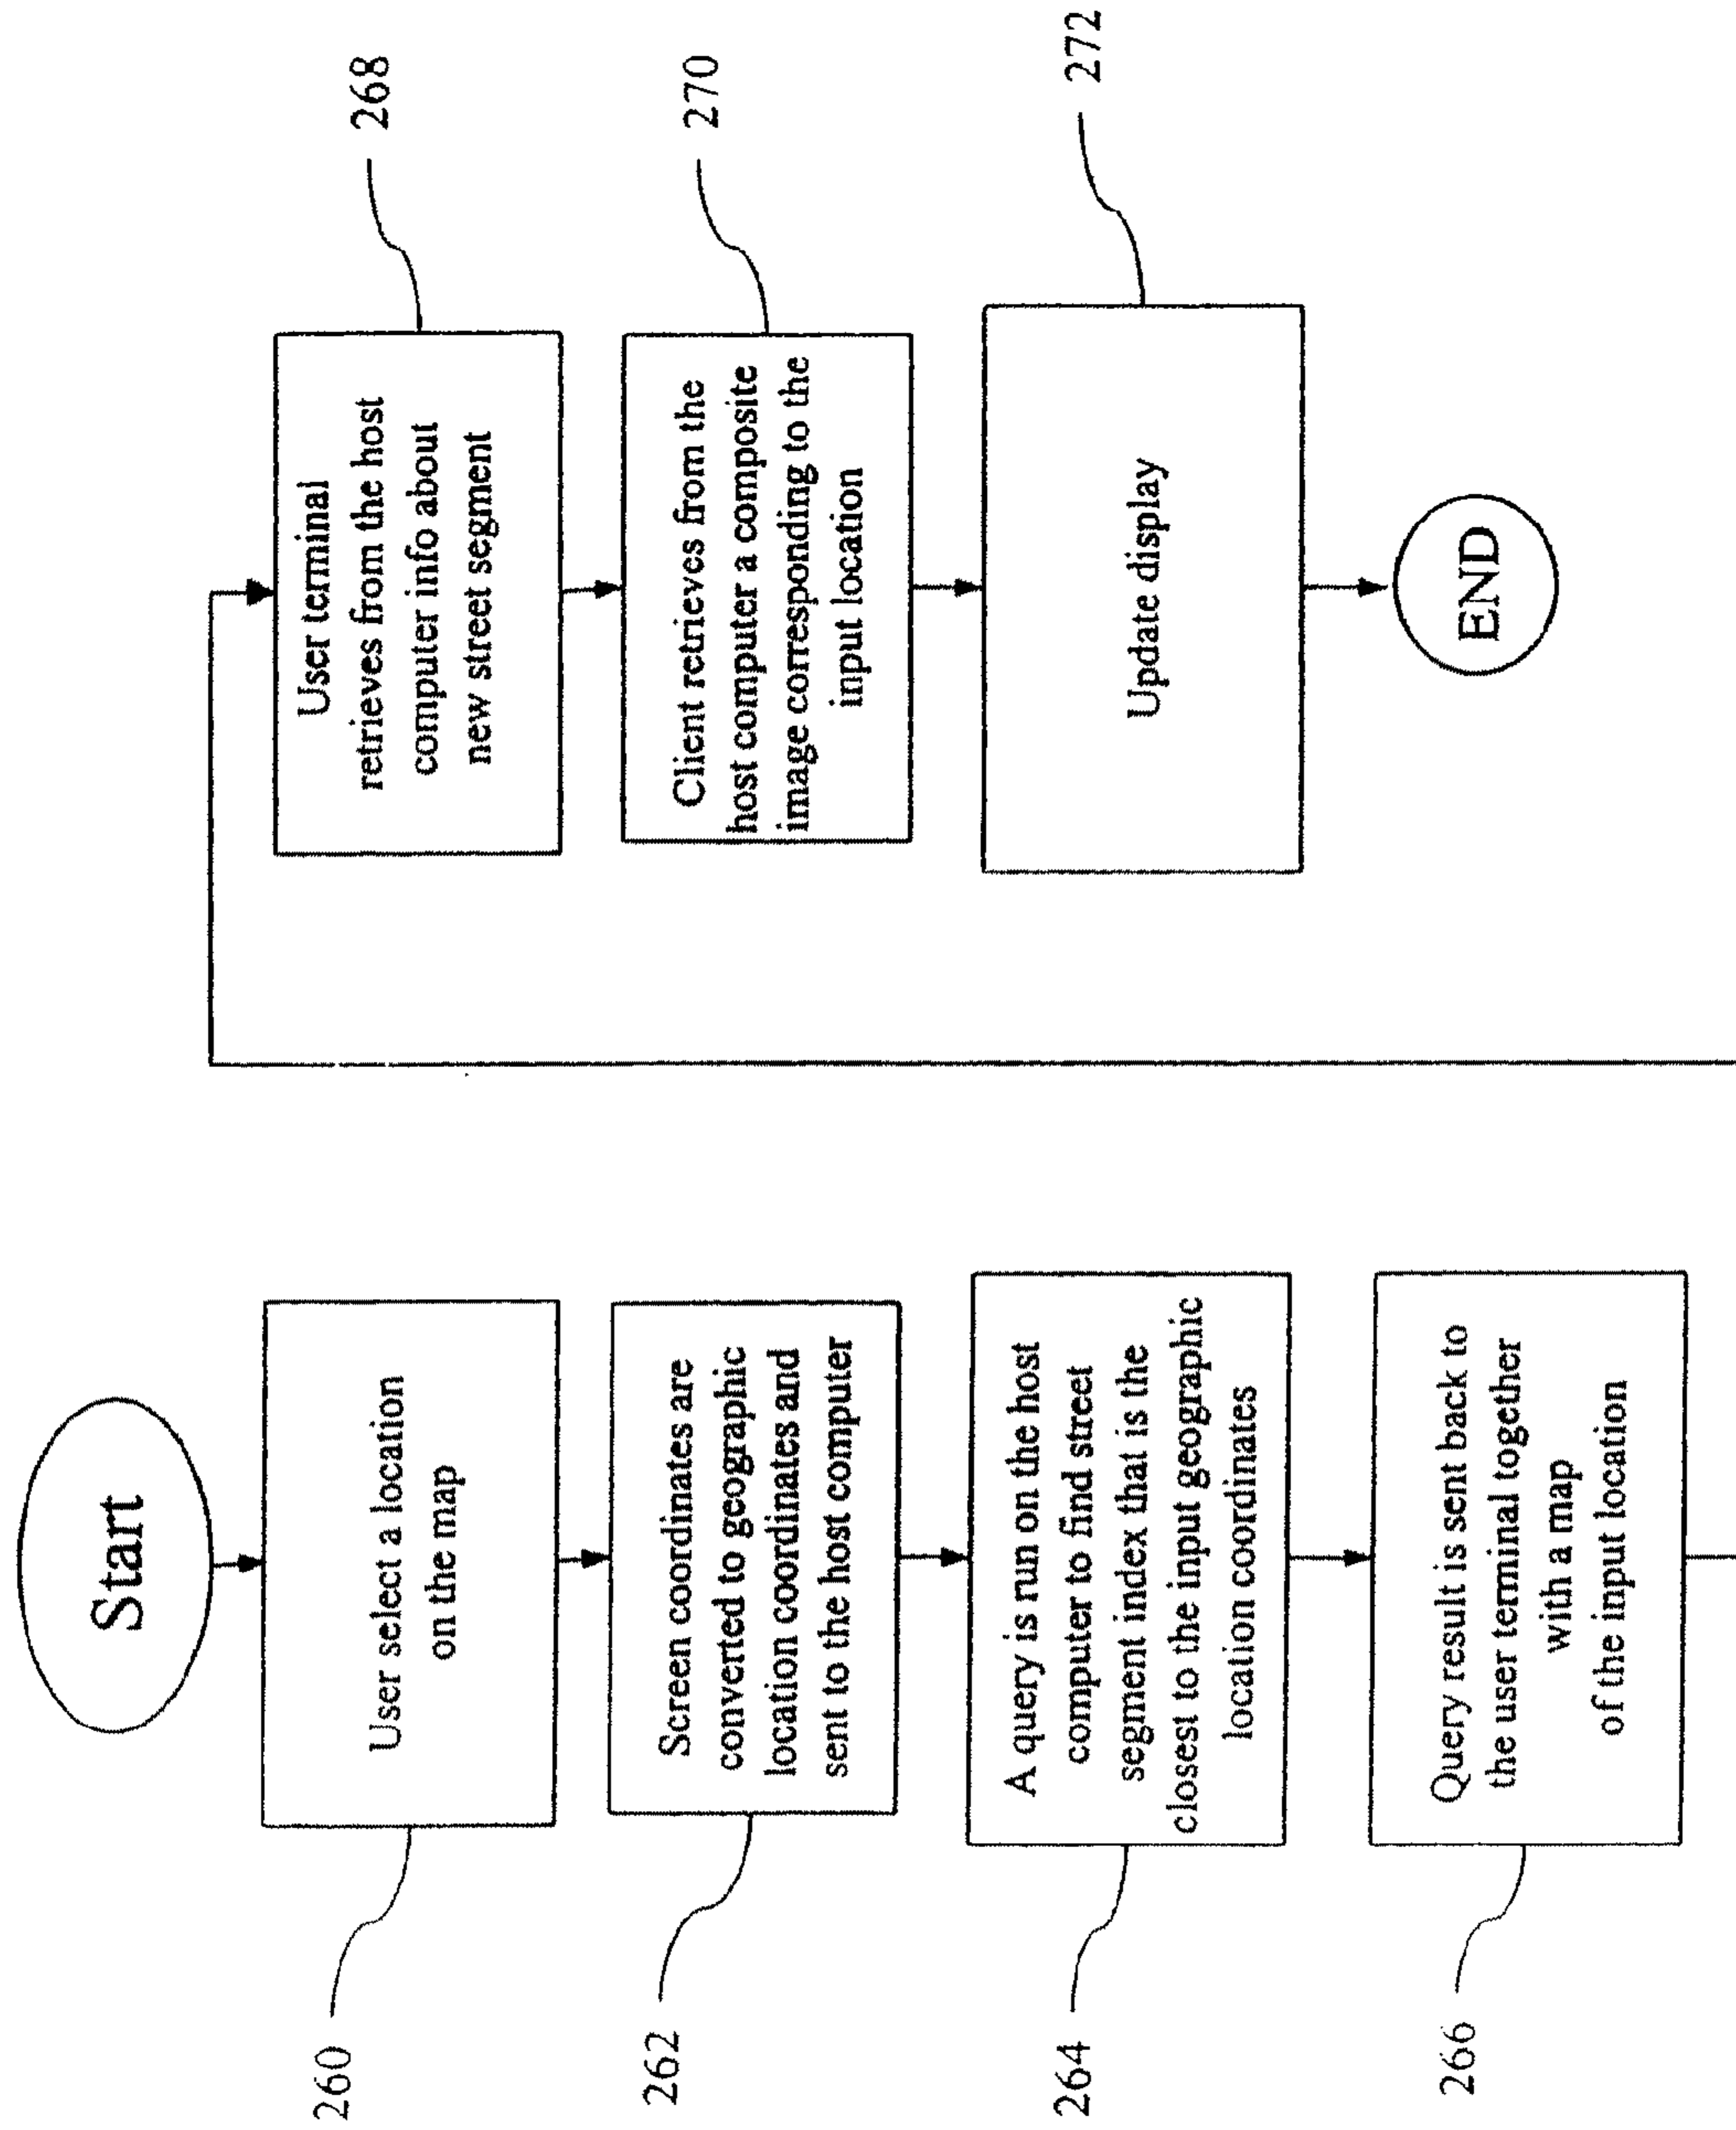 Start
260
User select a location
on the map
262
Screen coordinates are
converted to geographic
location coordinates and
sent to the host computer
264
A query is run on the host
computer to find street
segment index that is the
closest to the input geographic
location coordinates
266
Query result is sent back to
the user terminal together
with a map
of the input location
268
User terminal
retrieves from the host
computer info about
new street segment
270
Client retrieves from the
host computer a composite
image corresponding to the
input location
272
Update display
END